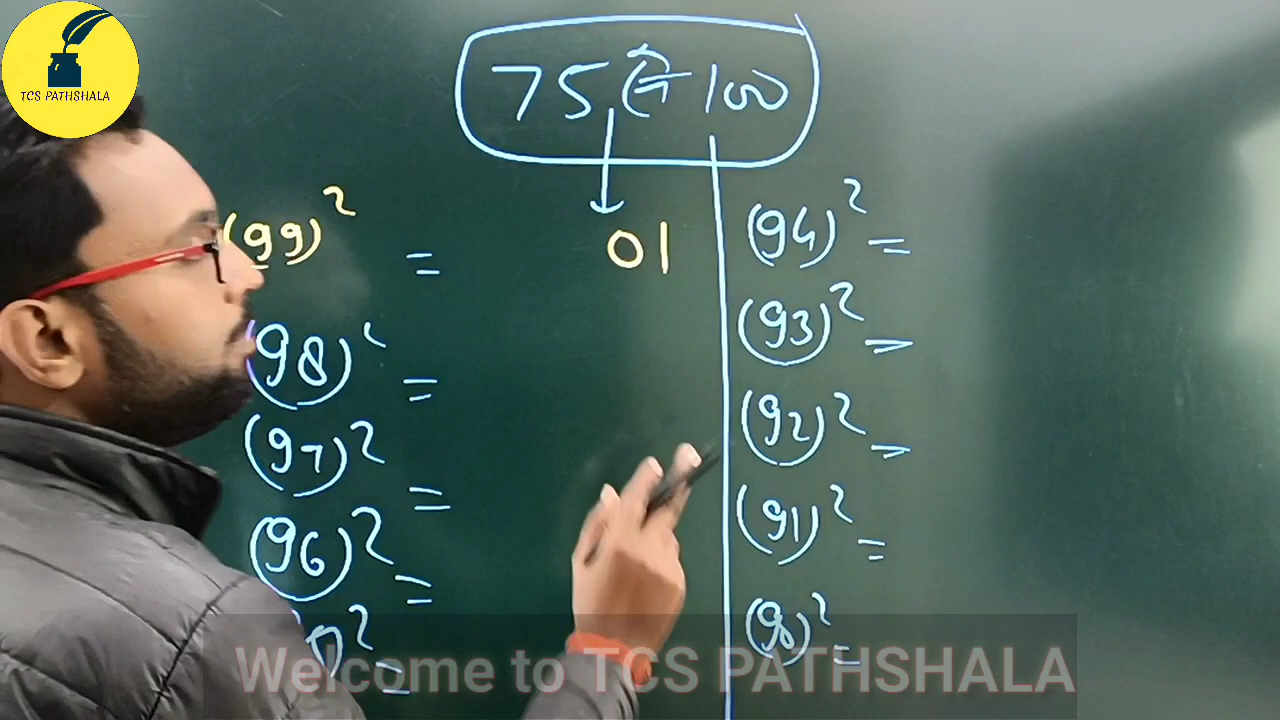 TCS PATHSHALA
75 से 100
(99)² = 01
(98)² =
(97)² =
(96)² =
(94)² =
(93)² =
(92)² =
(91)² =
(90)² =
Welcome to TCS PATHSHALA